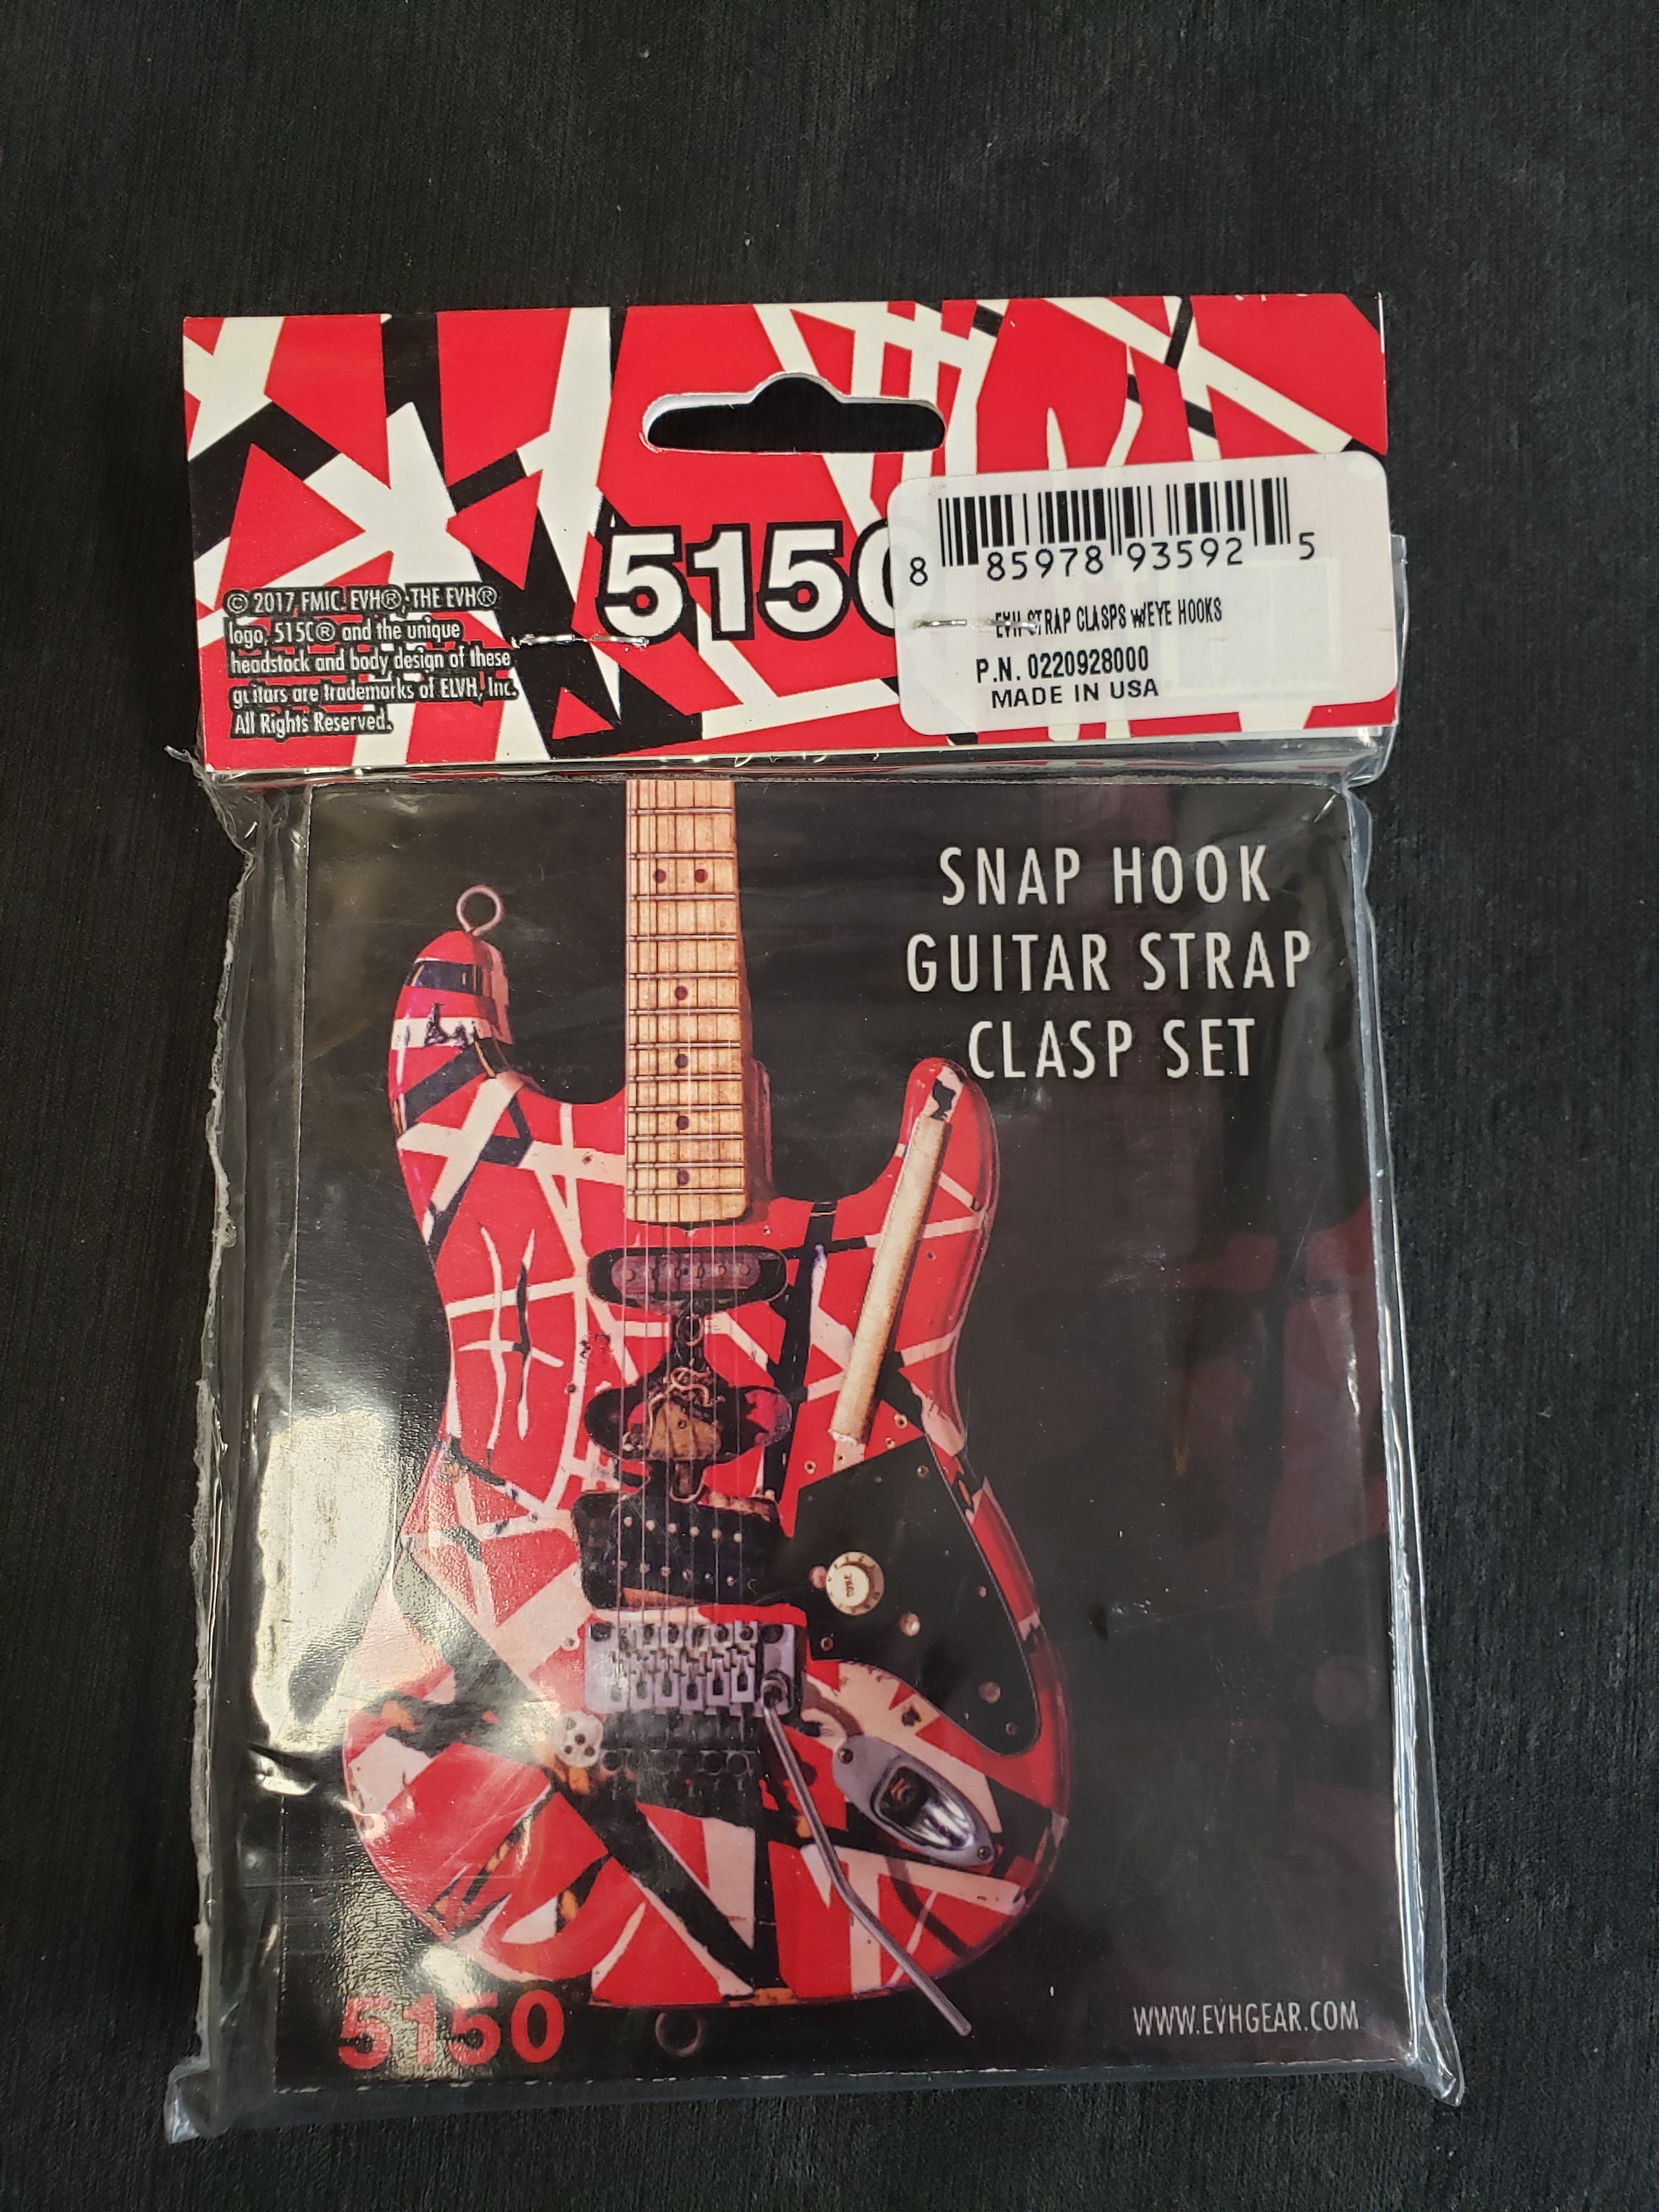 5150
8 85978 93592 5
EVH STRAP CLASPS w/EYE HOOKS
P.N. 0220928000
MADE IN USA
© 2017 FMIC. EVH®, THE EVH®
logo, 5150® and the unique
headstock and body design of these
guitars are trademarks of ELVH, Inc.
All Rights Reserved.
SNAP HOOK
GUITAR STRAP
CLASP SET
5150
WWW.EVHGEAR.COM